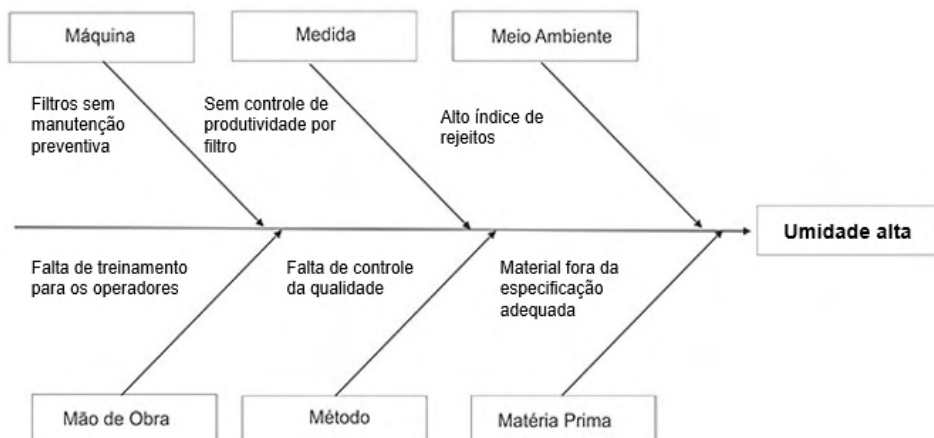 Máquina
Medida
Meio Ambiente
Filtros sem
manutenção
preventiva
Sem controle de
produtividade por
filtro
Alto índice de
rejeitos
Umidade alta
Falta de treinamento
para os operadores
Falta de controle
da qualidade
Material fora da
especificação
adequada
Mão de Obra
Método
Matéria Prima